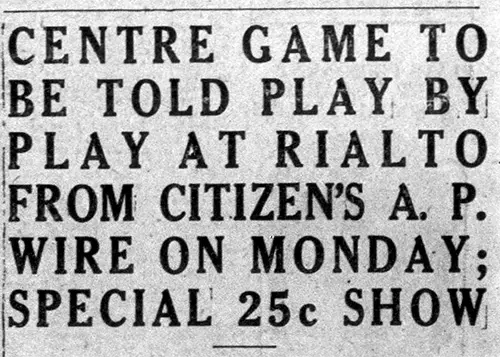 CENTRE GAME TO
BE TOLD PLAY BY
PLAY AT RIALTO
FROM CITIZEN'S A. P.
WIRE ON MONDAY;
SPECIAL 25c SHOW